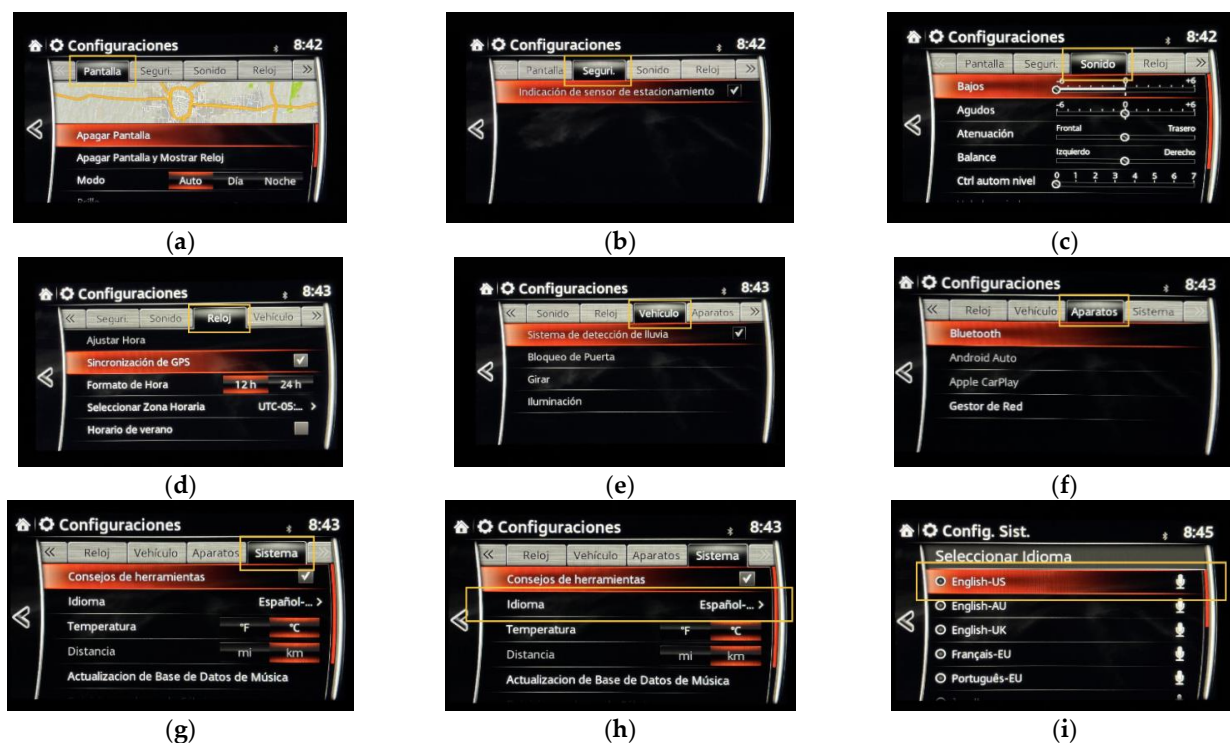 Configuraciones 8:42
Pantalla Seguri. Sonido Reloj >>
Apagar Pantalla
Apagar Pantalla y Mostrar Reloj
Modo Auto Día Noche
(a)
Configuraciones 8:42
Pantalla Seguri. Sonido Reloj >>
Indicación de sensor de estacionamiento
(b)
Configuraciones 8:42
Pantalla Seguri. Sonido Reloj >>
Bajos -6 0 +6
Agudos -6 0 +6
Atenuación Frontal Trasero
Balance Izquierdo Derecho
Ctrl autom nivel 0 1 2 3 4 5 6 7
(c)
Configuraciones 8:43
<< Seguri. Sonido Reloj Vehículo >>
Ajustar Hora
Sincronización de GPS
Formato de Hora 12 h 24 h
Seleccionar Zona Horaria UTC-05:... >
Horario de verano
(d)
Configuraciones 8:43
<< Sonido Reloj Vehículo Aparatos >>
Sistema de detección de lluvia
Bloqueo de Puerta
Girar
Iluminación
(e)
Configuraciones 8:43
<< Reloj Vehículo Aparatos Sistema
Bluetooth
Android Auto
Apple CarPlay
Gestor de Red
(f)
Configuraciones 8:43
<< Reloj Vehículo Aparatos Sistema
Consejos de herramientas
Idioma Español-... >
Temperatura °F °C
Distancia mi km
Actualizacion de Base de Datos de Música
(g)
Configuraciones 8:43
<< Reloj Vehículo Aparatos Sistema
Consejos de herramientas
Idioma Español-... >
Temperatura °F °C
Distancia mi km
Actualizacion de Base de Datos de Música
(h)
Config. Sist. 8:45
Seleccionar Idioma
English-US
English-AU
English-UK
Français-EU
Português-EU
(i)